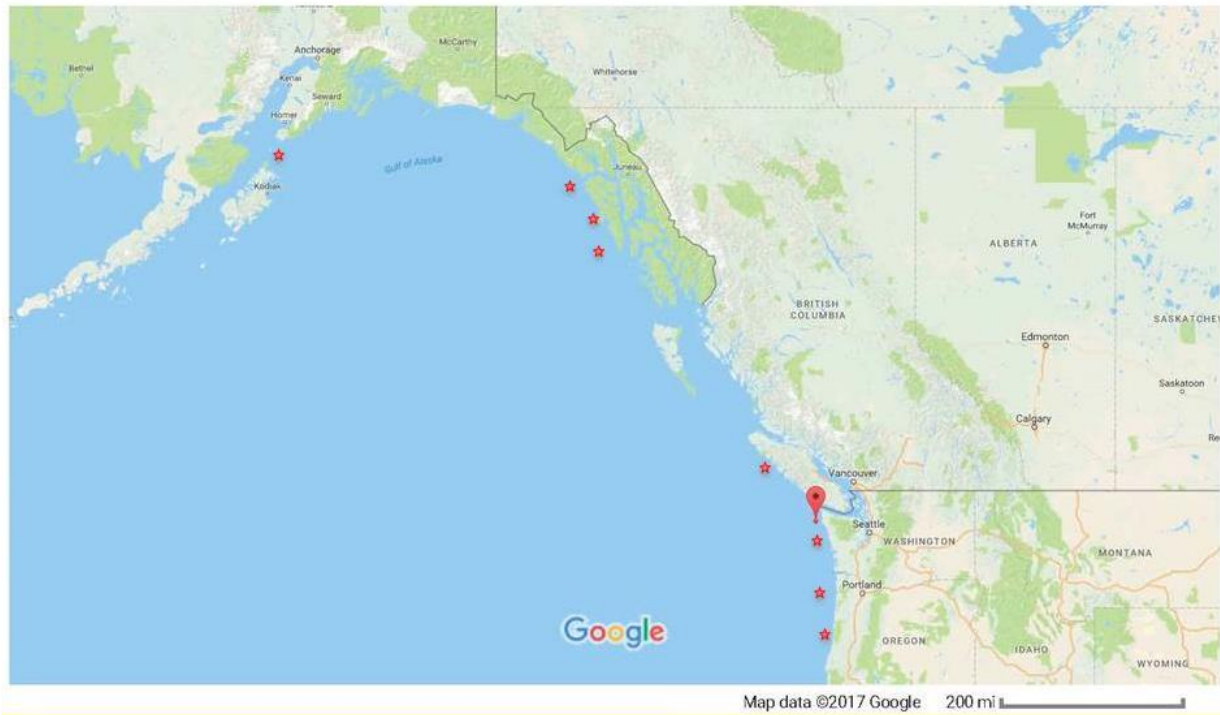 McCarthy
Anchorage
Bethel
Kenai
Whitehorse
Seward
Homer
Gulf of Alaska
Juneau
Kodiak
Fort
McMurray
ALBERTA
BRITISH
COLUMBIA
SASKATCHEW
Edmonton
Saskatoon
Calgary
Re
Vancouver
Seattle
WASHINGTON
MONTANA
Portland
Google
OREGON
IDAHO
WYOMING
Map data ©2017 Google 200 mi